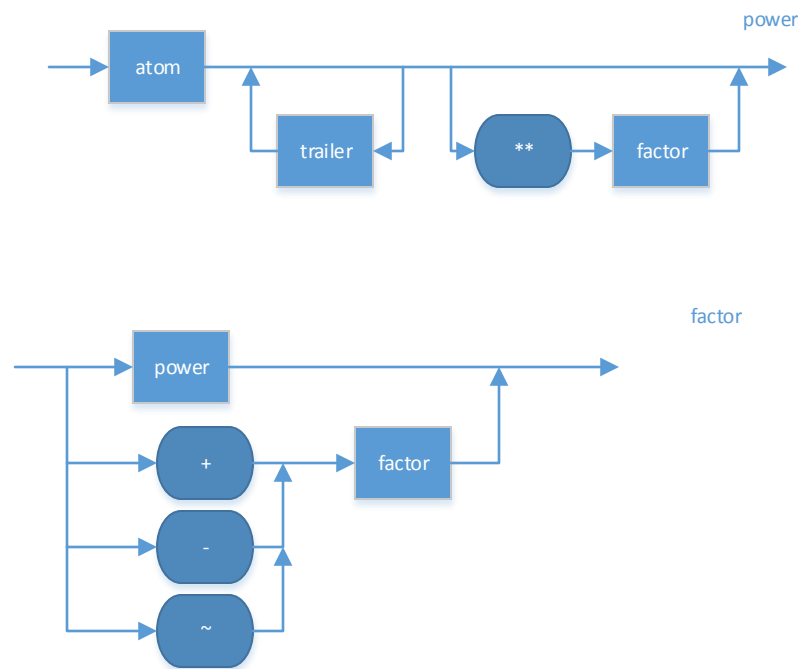 power
atom
trailer
**
factor
factor
power
+
factor
-
~